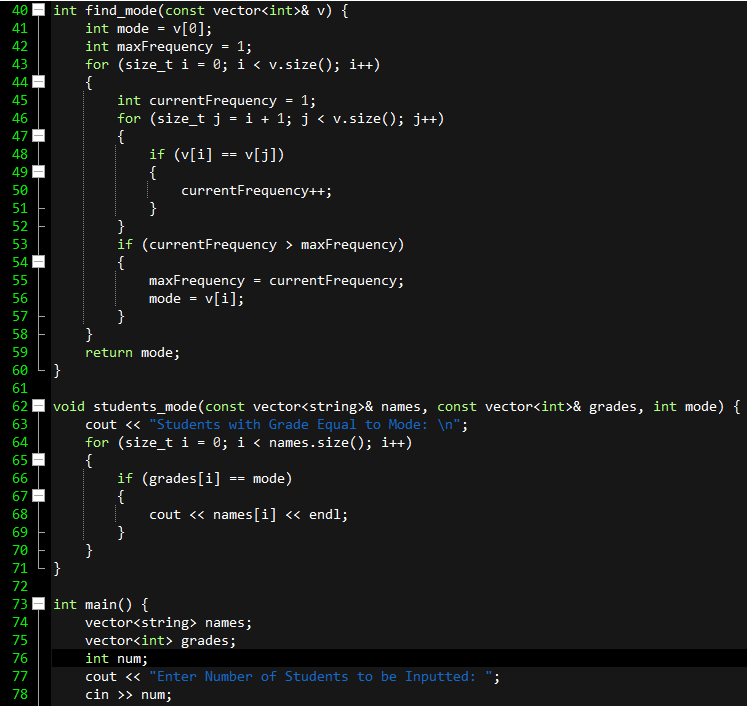 40 int find_mode(const vector<int>& v) {
41     int mode = v[0];
42     int maxFrequency = 1;
43     for (size_t i = 0; i < v.size(); i++)
44     {
45         int currentFrequency = 1;
46         for (size_t j = i + 1; j < v.size(); j++)
47         {
48             if (v[i] == v[j])
49             {
50                 currentFrequency++;
51             }
52         }
53         if (currentFrequency > maxFrequency)
54         {
55             maxFrequency = currentFrequency;
56             mode = v[i];
57         }
58     }
59     return mode;
60 }
61
62 void students_mode(const vector<string>& names, const vector<int>& grades, int mode) {
63     cout << "Students with Grade Equal to Mode: \n";
64     for (size_t i = 0; i < names.size(); i++)
65     {
66         if (grades[i] == mode)
67         {
68             cout << names[i] << endl;
69         }
70     }
71 }
72
73 int main() {
74     vector<string> names;
75     vector<int> grades;
76     int num;
77     cout << "Enter Number of Students to be Inputted: ";
78     cin >> num;